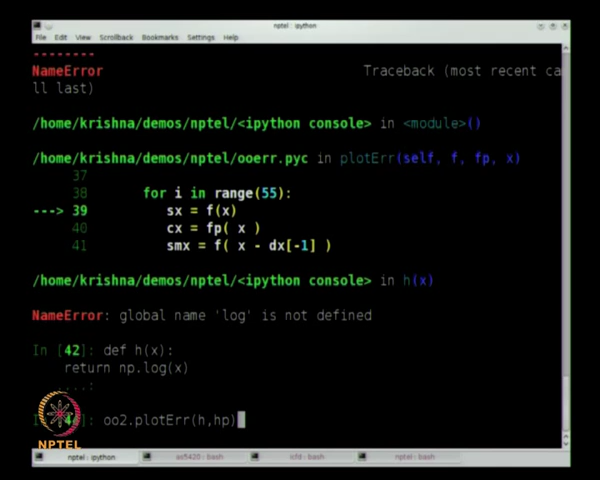 nptel : ipython
File Edit View Scrollback Bookmarks Settings Help
--------
NameError Traceback (most recent ca
ll last)
/home/krishna/demos/nptel/<ipython console> in <module>()
/home/krishna/demos/nptel/ooerr.pyc in plotErr(self, f, fp, x)
37
38 for i in range(55):
---> 39 sx = f(x)
40 cx = fp( x )
41 smx = f( x - dx[-1] )
/home/krishna/demos/nptel/<ipython console> in h(x)
NameError: global name 'log' is not defined
In [42]: def h(x):
return np.log(x)
....:
In [4 ]: oo2.plotErr(h,hp)
NPTEL
nptel : ipython as5420 : bash xfid : bash nptel : bash